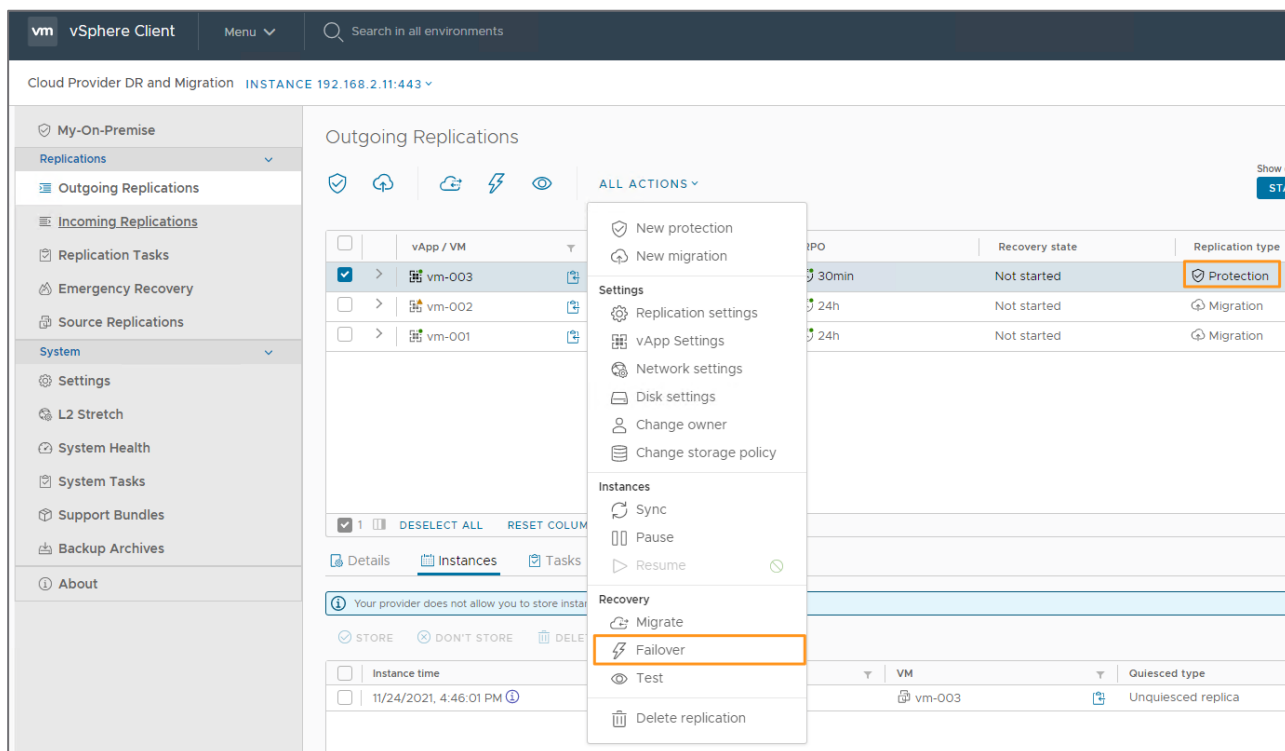 vm vSphere Client Menu Search in all environments
Cloud Provider DR and Migration INSTANCE 192.168.2.11:443
My-On-Premise
Replications
Outgoing Replications
Incoming Replications
Replication Tasks
Emergency Recovery
Source Replications
System
Settings
L2 Stretch
System Health
System Tasks
Support Bundles
Backup Archives
About
Outgoing Replications
ALL ACTIONS
Show
vApp / VM RPO Recovery state Replication type
vm-003 30min Not started Protection
vm-002 24h Not started Migration
vm-001 24h Not started Migration
New protection
New migration
Settings
Replication settings
vApp Settings
Network settings
Disk settings
Change owner
Change storage policy
Instances
Sync
Pause
Resume
Recovery
Migrate
Failover
Test
Delete replication
1 DESELECT ALL RESET COLUM
Details Instances Tasks
Your provider does not allow you to store
STORE DON'T STORE
Instance time VM Quiesced type
11/24/2021, 4:46:01 PM vm-003 Unquiesced replica